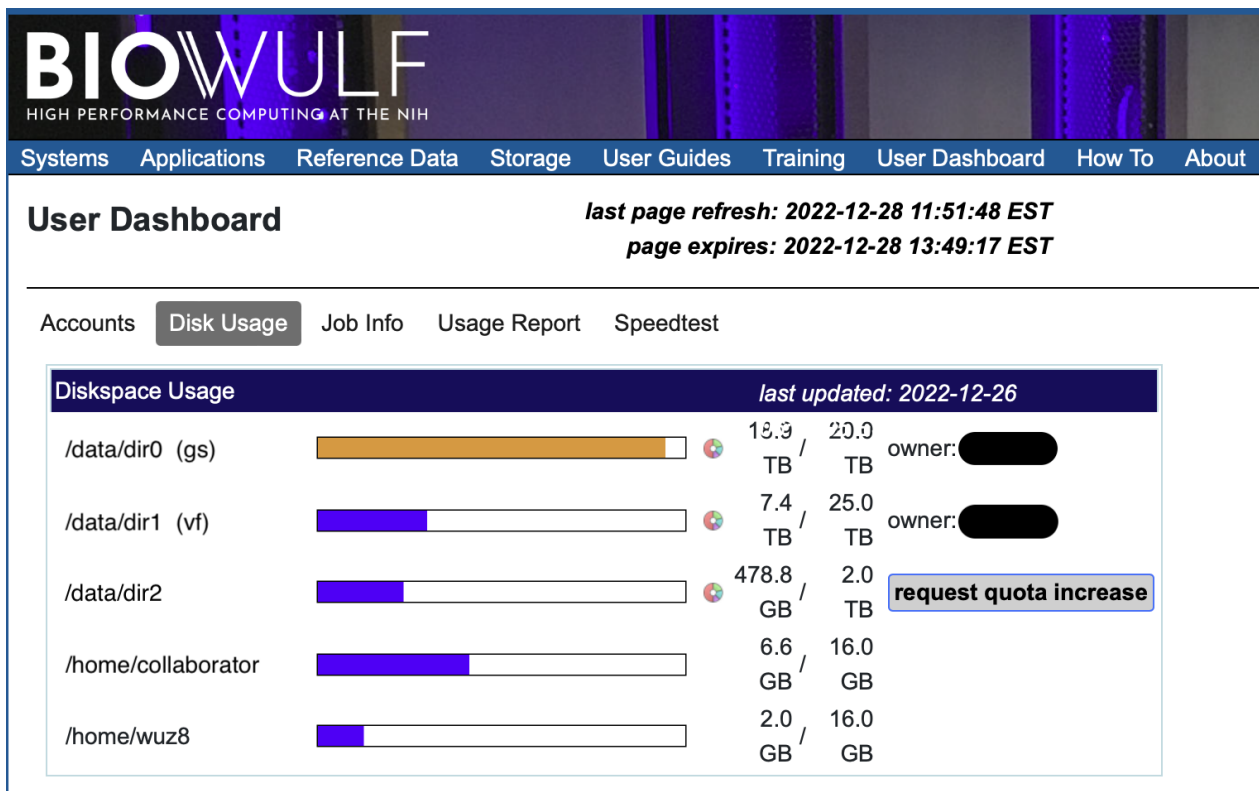 BIOWULF
HIGH PERFORMANCE COMPUTING AT THE NIH
Systems Applications Reference Data Storage User Guides Training User Dashboard How To About
User Dashboard
last page refresh: 2022-12-28 11:51:48 EST
page expires: 2022-12-28 13:49:17 EST
Accounts Disk Usage Job Info Usage Report Speedtest
Diskspace Usage last updated: 2022-12-26
/data/dir0 (gs) 18.9 TB / 20.0 TB owner:
/data/dir1 (vf) 7.4 TB / 25.0 TB owner:
/data/dir2 478.8 GB / 2.0 TB request quota increase
/home/collaborator 6.6 GB / 16.0 GB
/home/wuz8 2.0 GB / 16.0 GB